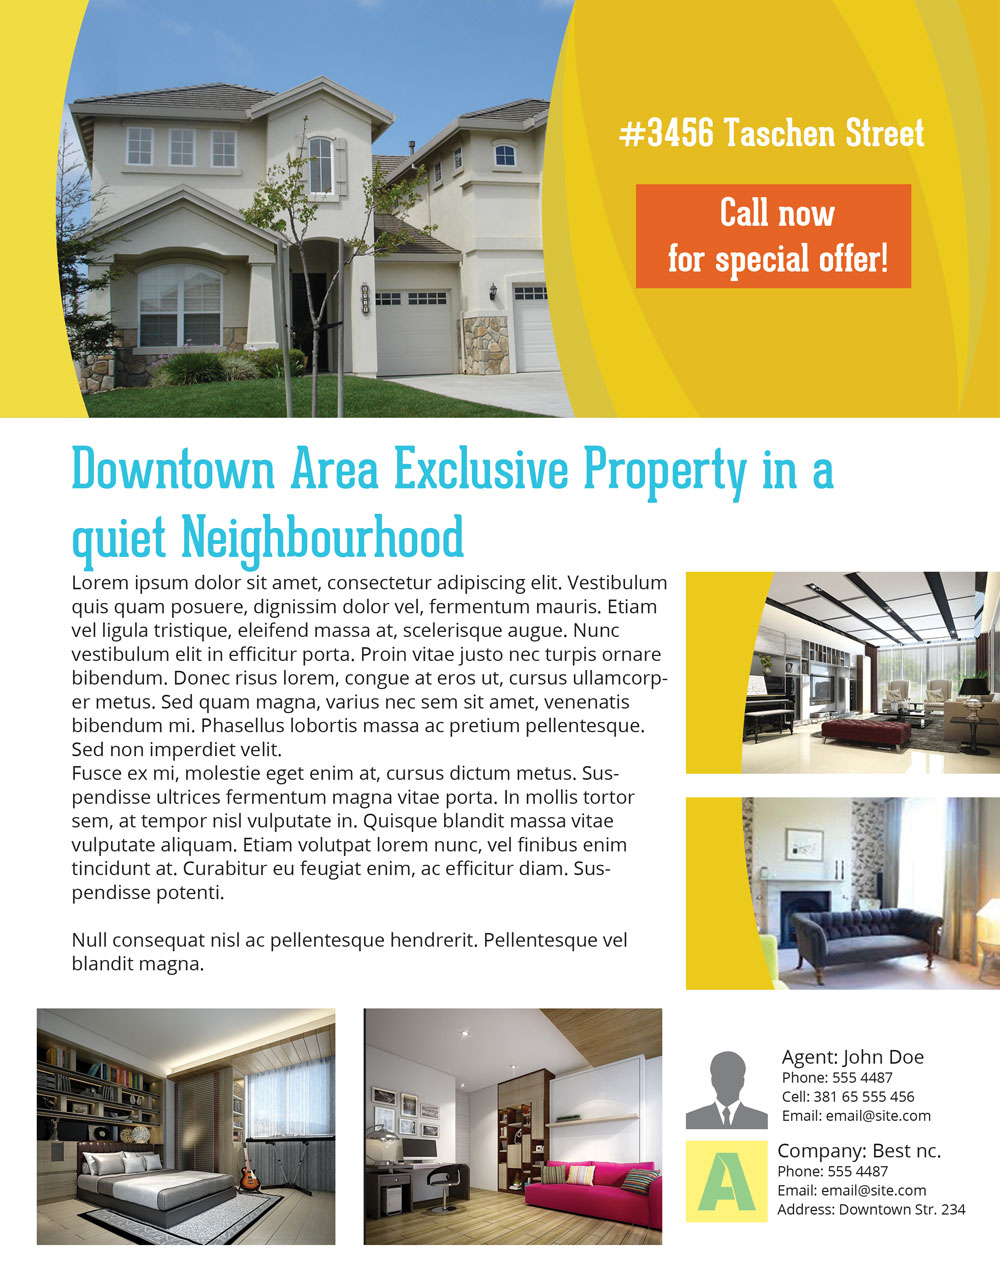 #3456 Taschen Street
Call now
for special offer!
Downtown Area Exclusive Property in a
quiet Neighbourhood
Lorem ipsum dolor sit amet, consectetur adipiscing elit. Vestibulum
quis quam posuere, dignissim dolor vel, fermentum mauris. Etiam
vel ligula tristique, eleifend massa at, scelerisque augue. Nunc
vestibulum elit in efficitur porta. Proin vitae justo nec turpis ornare
bibendum. Donec risus lorem, congue at eros ut, cursus ullamcorp-
er metus. Sed quam magna, varius nec sem sit amet, venenatis
bibendum mi. Phasellus lobortis massa ac pretium pellentesque.
Sed non imperdiet velit.
Fusce ex mi, molestie eget enim at, cursus dictum metus. Sus-
pendisse ultrices fermentum magna vitae porta. In mollis tortor
sem, at tempor nisl vulputate in. Quisque blandit massa vitae
vulputate aliquam. Etiam volutpat lorem nunc, vel finibus enim
tincidunt at. Curabitur eu feugiat enim, ac efficitur diam. Sus-
pendisse potenti.
Null consequat nisl ac pellentesque hendrerit. Pellentesque vel
blandit magna.
Agent: John Doe
Phone: 555 4487
Cell: 381 65 555 456
Email: email@site.com
A
Company: Best nc.
Phone: 555 4487
Email: email@site.com
Address: Downtown Str. 234